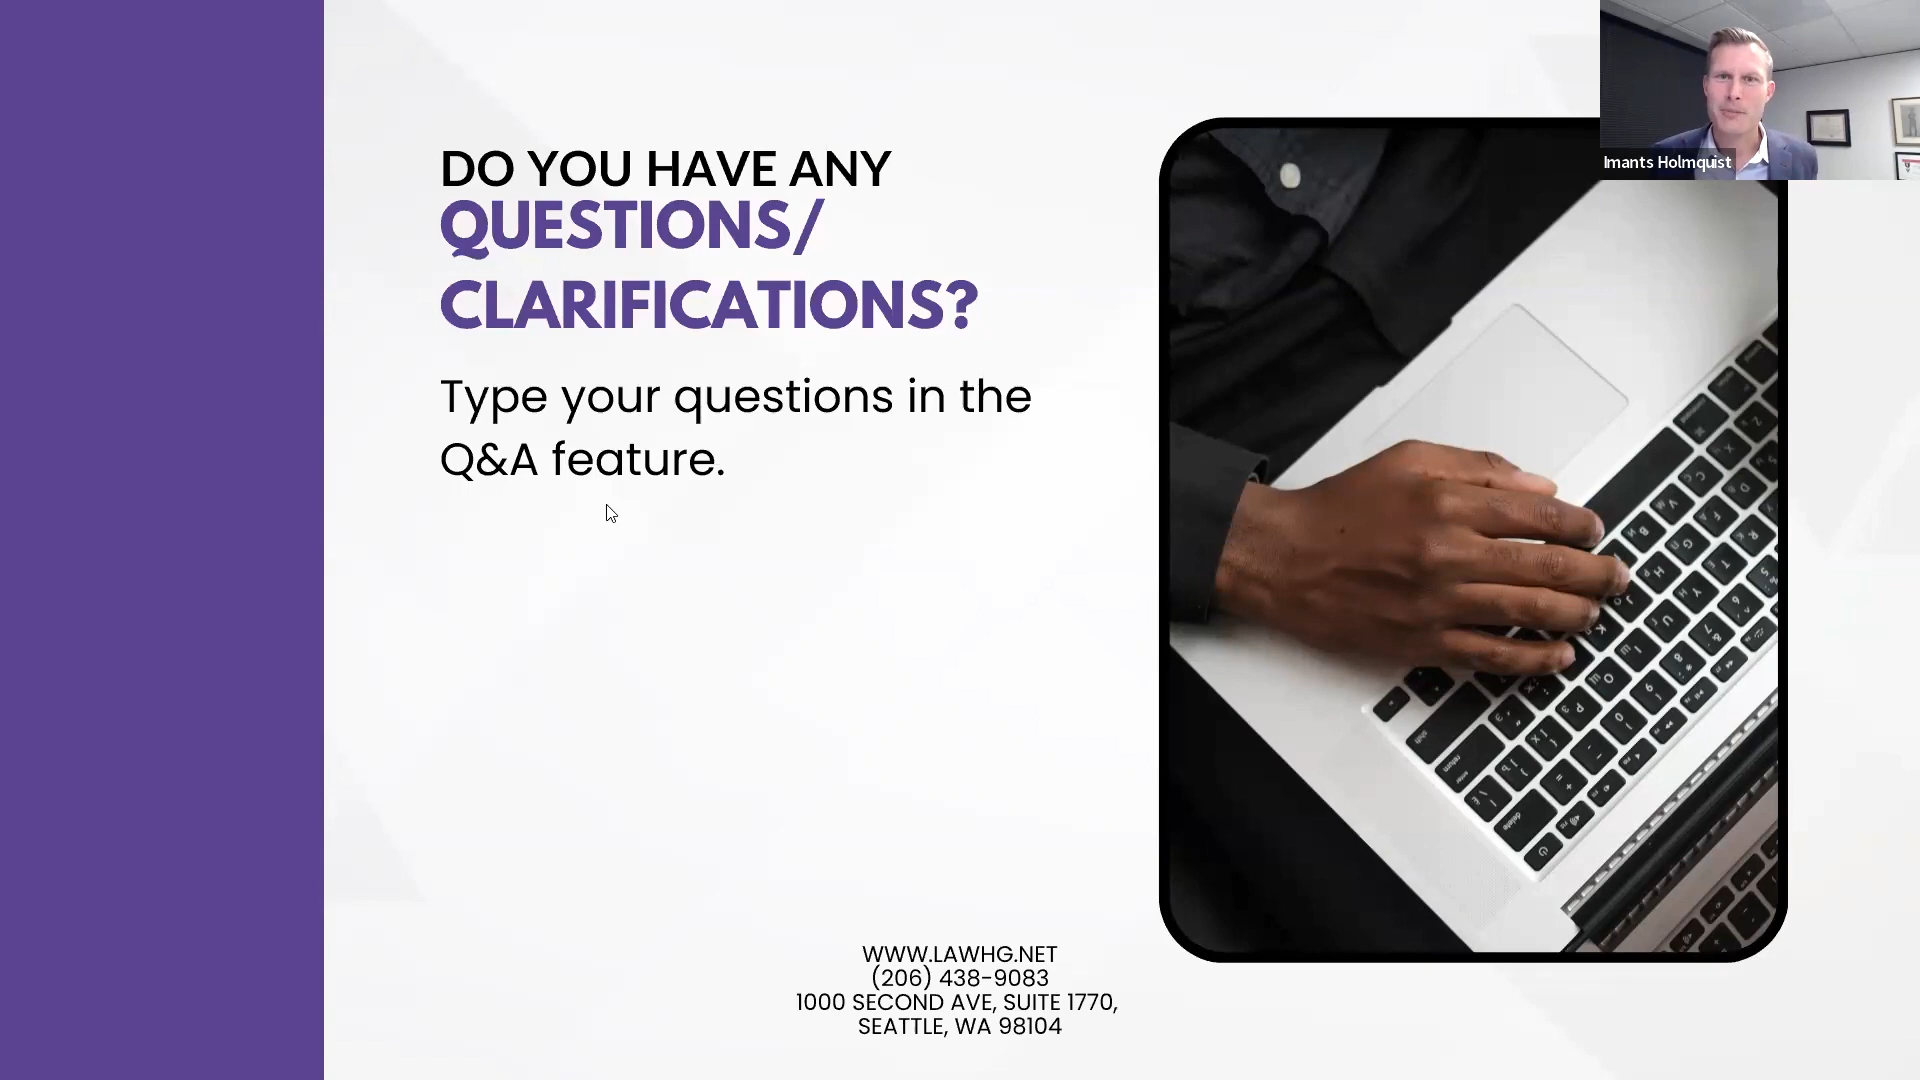 DO YOU HAVE ANY
QUESTIONS/
CLARIFICATIONS?
Type your questions in the
Q&A feature.
Imants Holmquist
WWW.LAWHG.NET
(206) 438-9083
1000 SECOND AVE, SUITE 1770,
SEATTLE, WA 98104